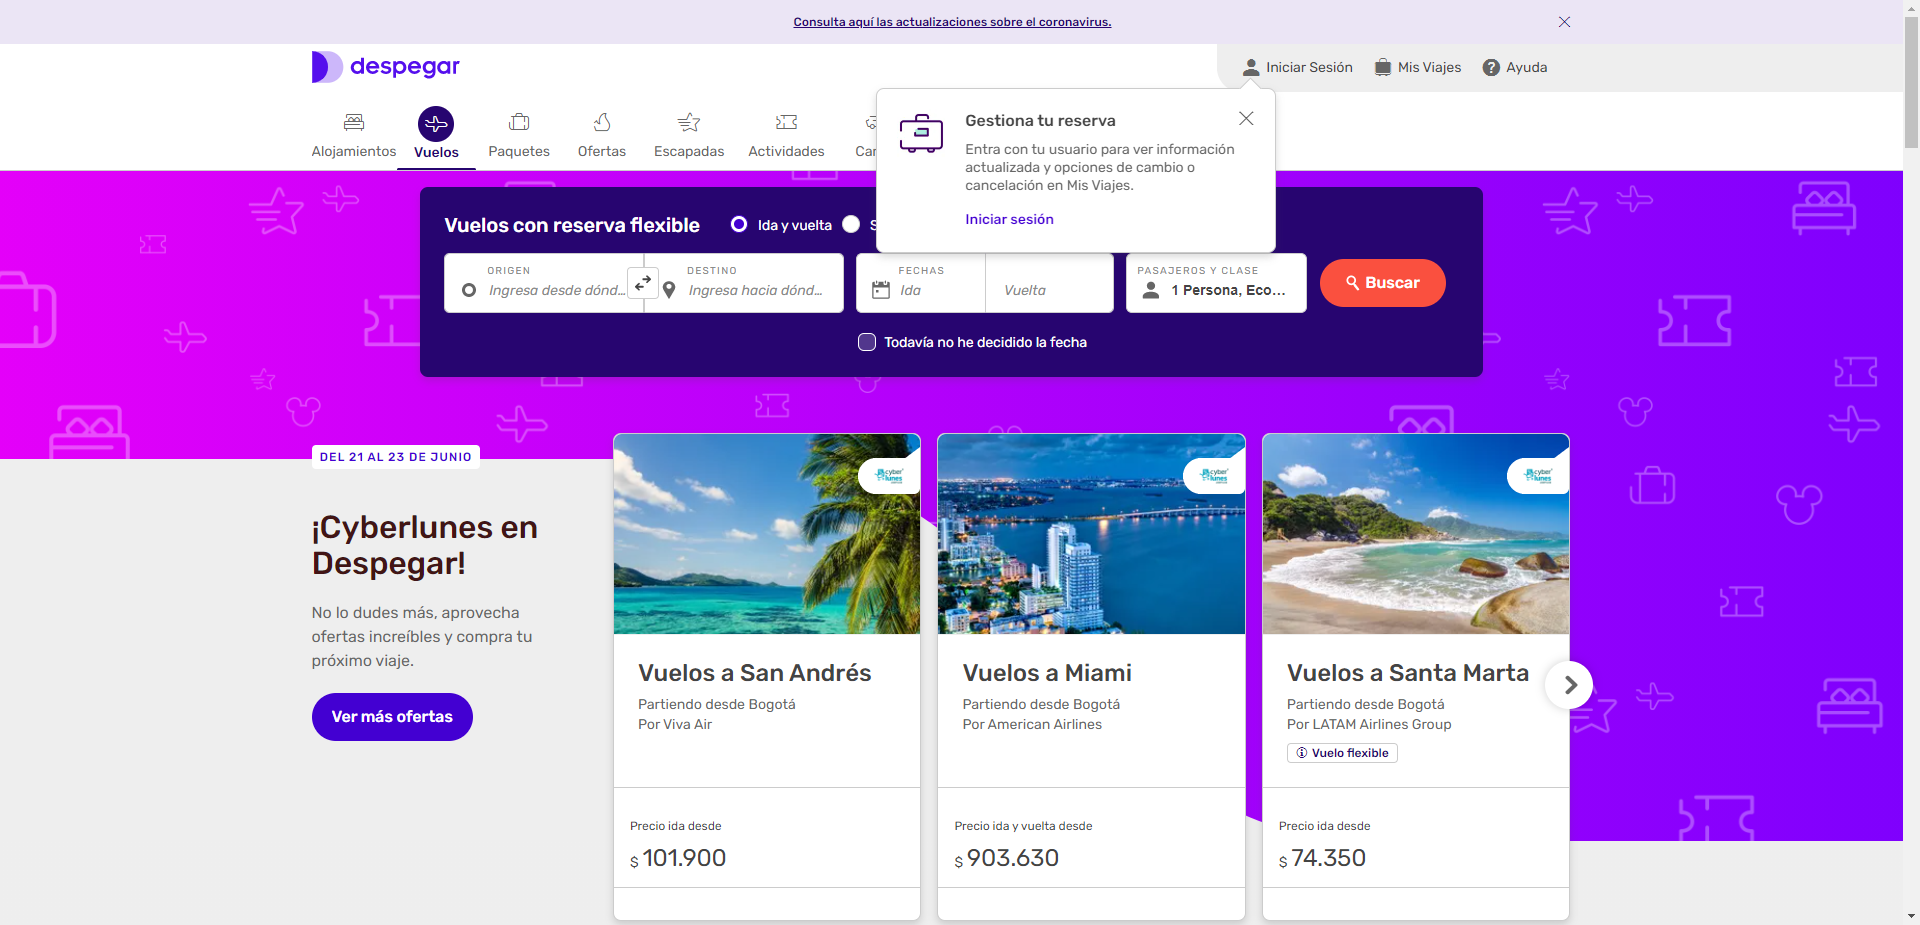 Consulta aquí las actualizaciones sobre el coronavirus.
despegar
Iniciar Sesión
Mis Viajes
Ayuda
Alojamientos
Vuelos
Paquetes
Ofertas
Escapadas
Actividades
Gestiona tu reserva
Entra con tu usuario para ver información
actualizada y opciones de cambio o
cancelación en Mis Viajes.
Iniciar sesión
Vuelos con reserva flexible
Ida y vuelta
ORIGEN
Ingresa desde dónd...
DESTINO
Ingresa hacia dónd...
FECHAS
Ida
Vuelta
PASAJEROS Y CLASE
1 Persona, Eco...
Buscar
Todavía no he decidido la fecha
DEL 21 AL 23 DE JUNIO
¡Cyberlunes en
Despegar!
No lo dudes más, aprovecha
ofertas increíbles y compra tu
próximo viaje.
Ver más ofertas
cyber
lunes
Vuelos a San Andrés
Partiendo desde Bogotá
Por Viva Air
Precio ida desde
$ 101.900
cyber
lunes
Vuelos a Miami
Partiendo desde Bogotá
Por American Airlines
Precio ida y vuelta desde
$ 903.630
cyber
lunes
Vuelos a Santa Marta
Partiendo desde Bogotá
Por LATAM Airlines Group
Vuelo flexible
Precio ida desde
$ 74.350